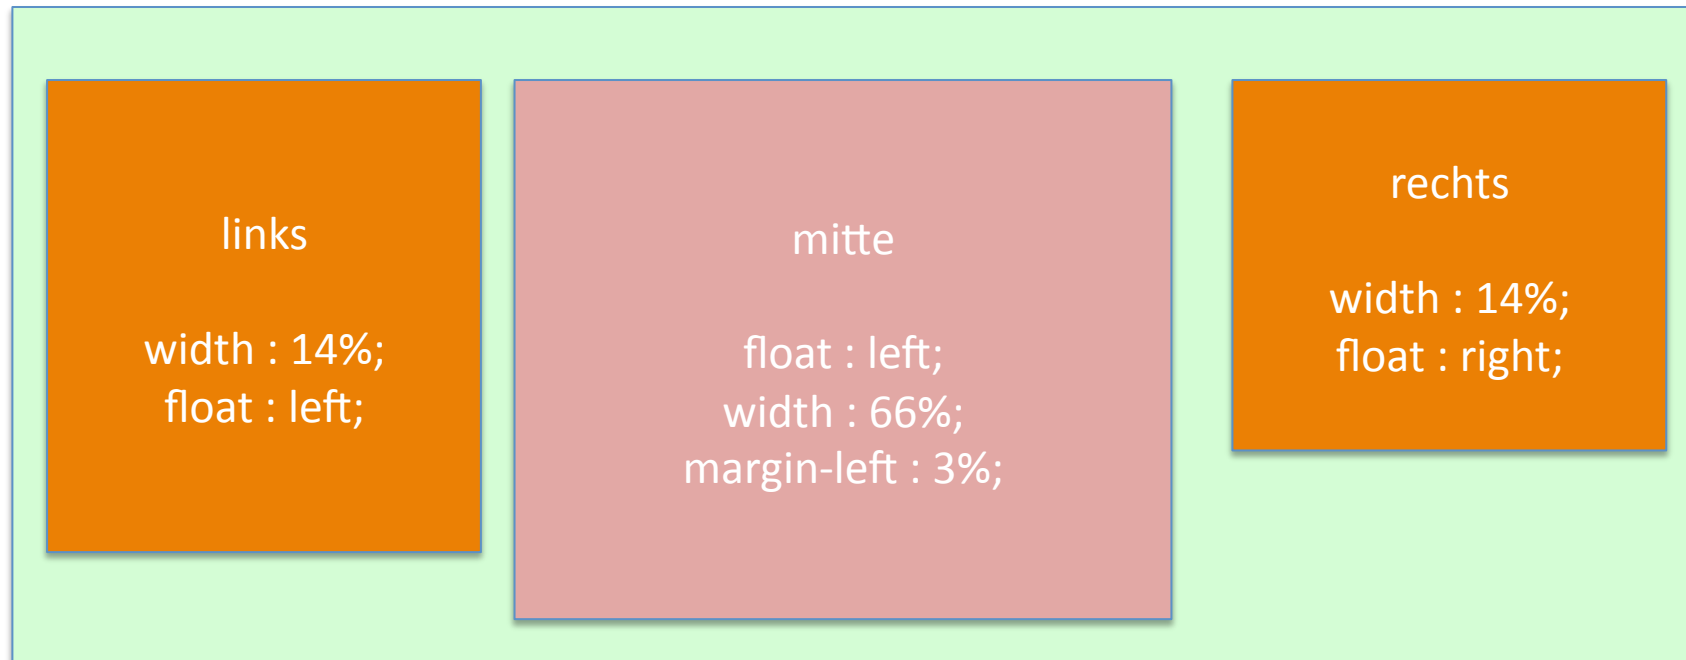 links
width : 14%;
float : left;
mitte
float : left;
width : 66%;
margin-left : 3%;
rechts
width : 14%;
float : right;